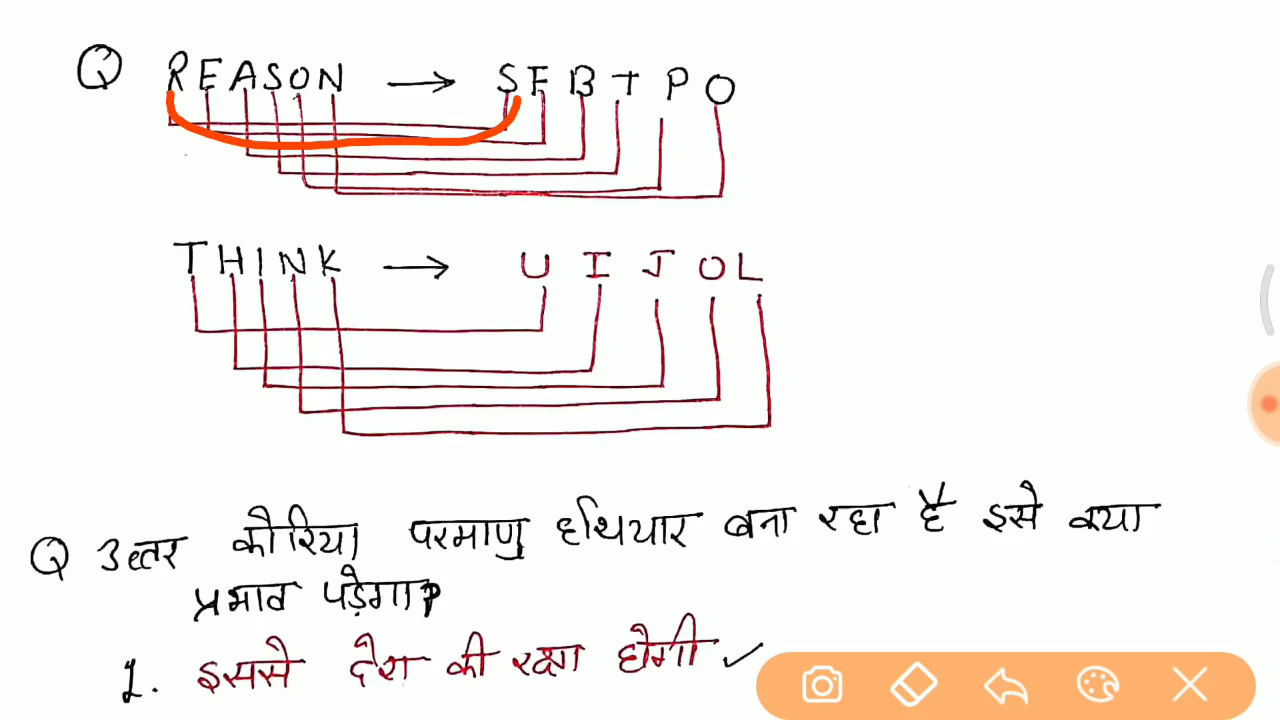 Q REASON → SFBTPO
THINK → UIJOL
Q उत्तर कोरिया परमाणु हथियार बना रहा है इसे क्या
प्रभाव पड़ेगा?
1. इससे देश की रक्षा होगी ✓